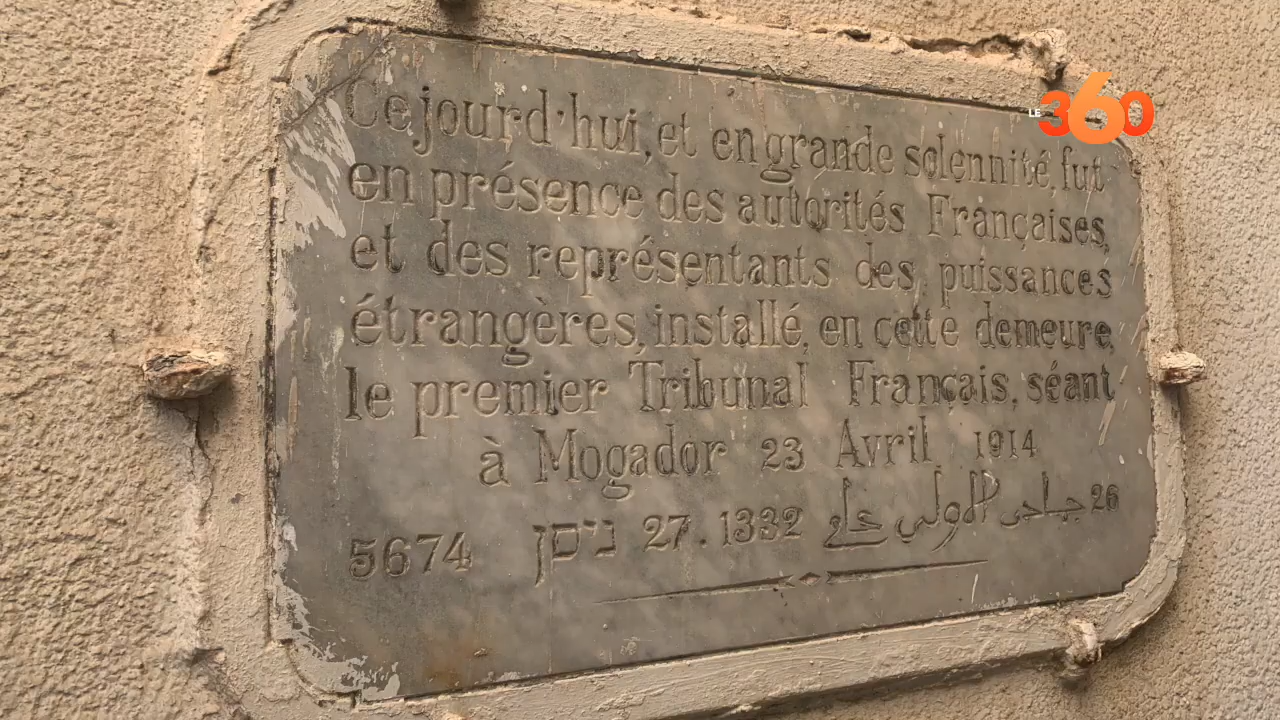 Ce jourd'hui, et en grande solennité, fut
en présence des autorités Françaises,
et des représentants des puissances
étrangères, installé, en cette demeure,
le premier Tribunal Français, séant
à Mogador 23 Avril 1914
26 جمادى الاولى عام 1332 . 27 ניסן 5674
LE 360